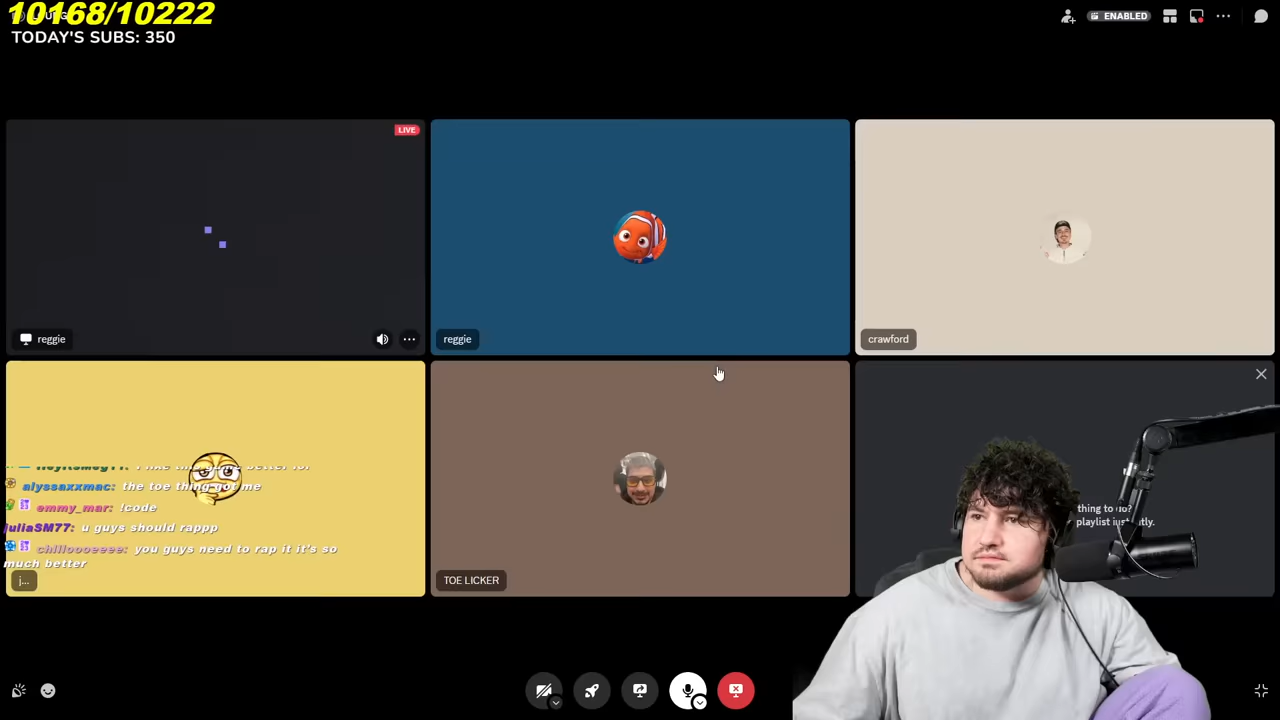 10168/10222
TODAY'S SUBS: 350
ENABLED
LIVE
reggie
reggie
crawford
alyssaxxmac: the toe thing got me
emmy_mar: !code
juliaSM77: u guys should rappp
chilloooeeee: you guys need to rap it it's so
much better
j...
TOE LICKER
thing to do?
playlist